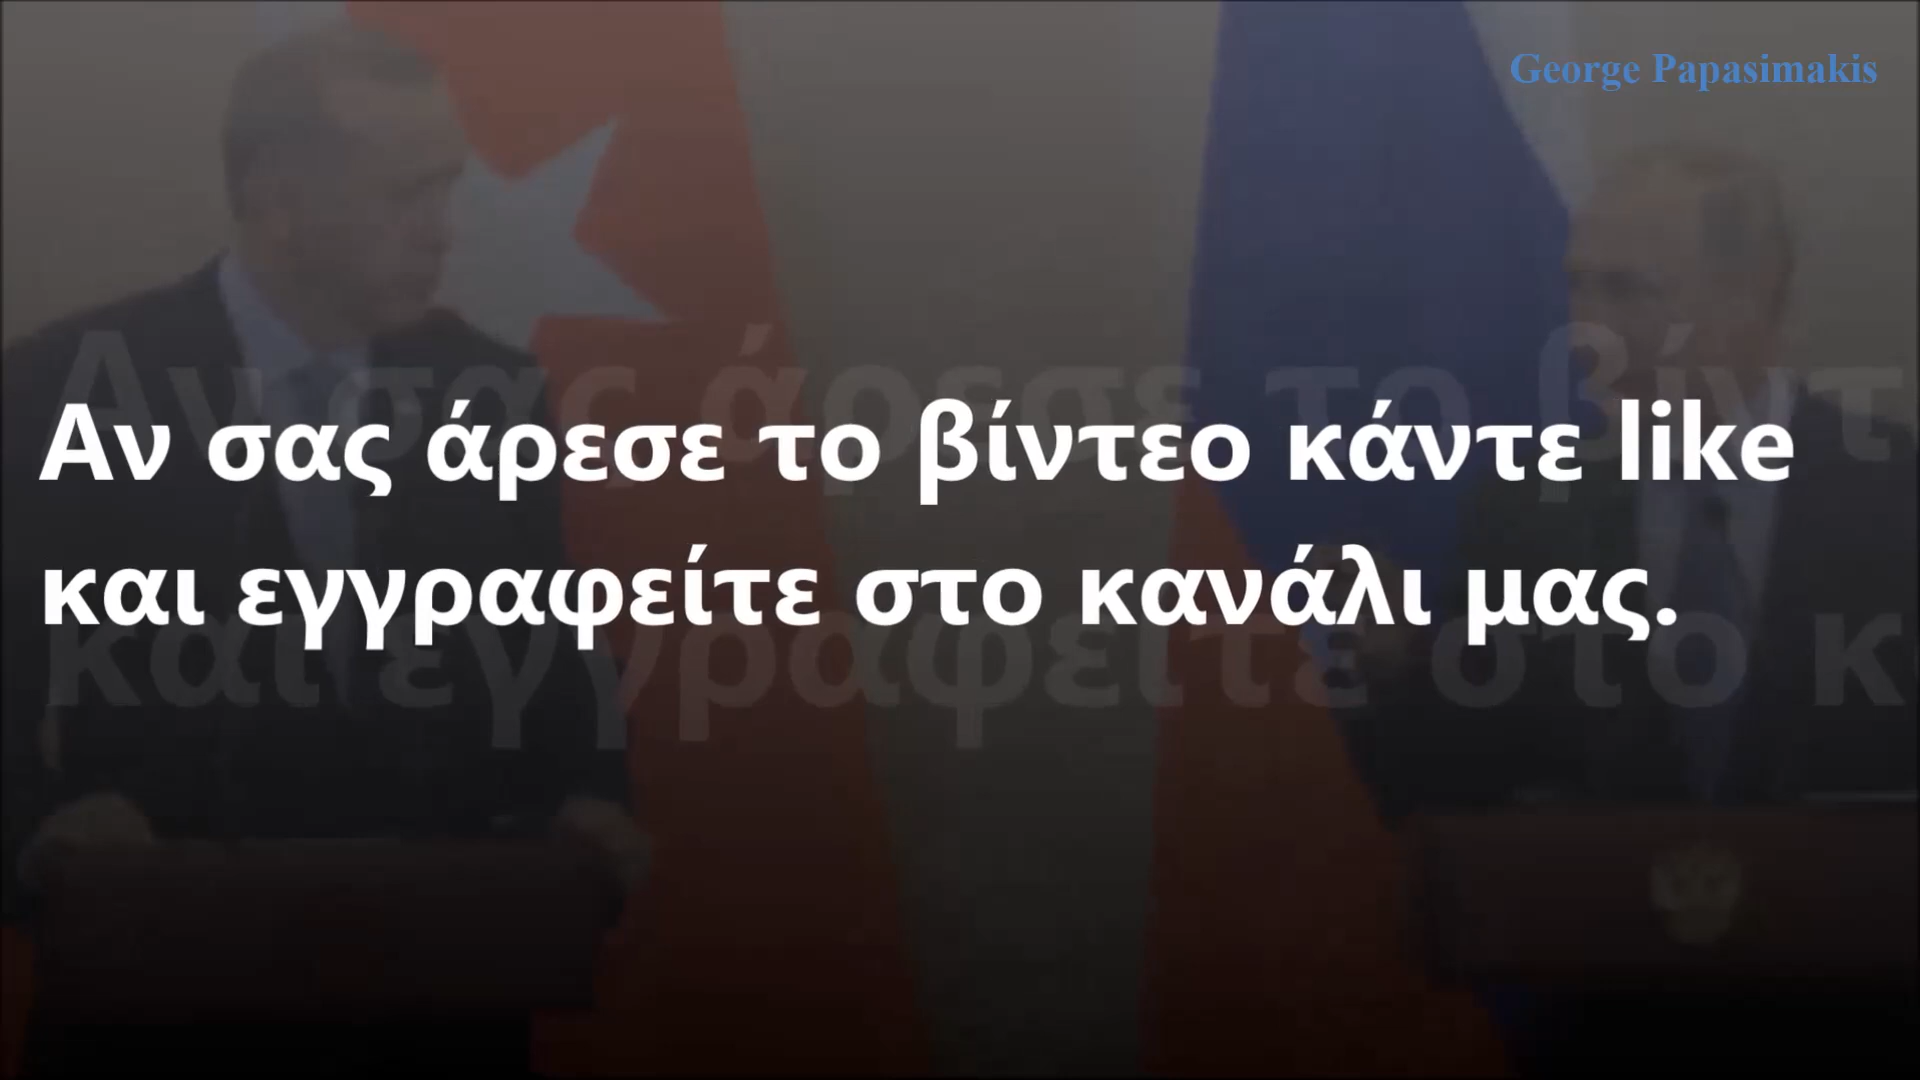 George Papasimakis
Αν σας άρεσε το βίντεο κάντε like
και εγγραφείτε στο κανάλι μας.